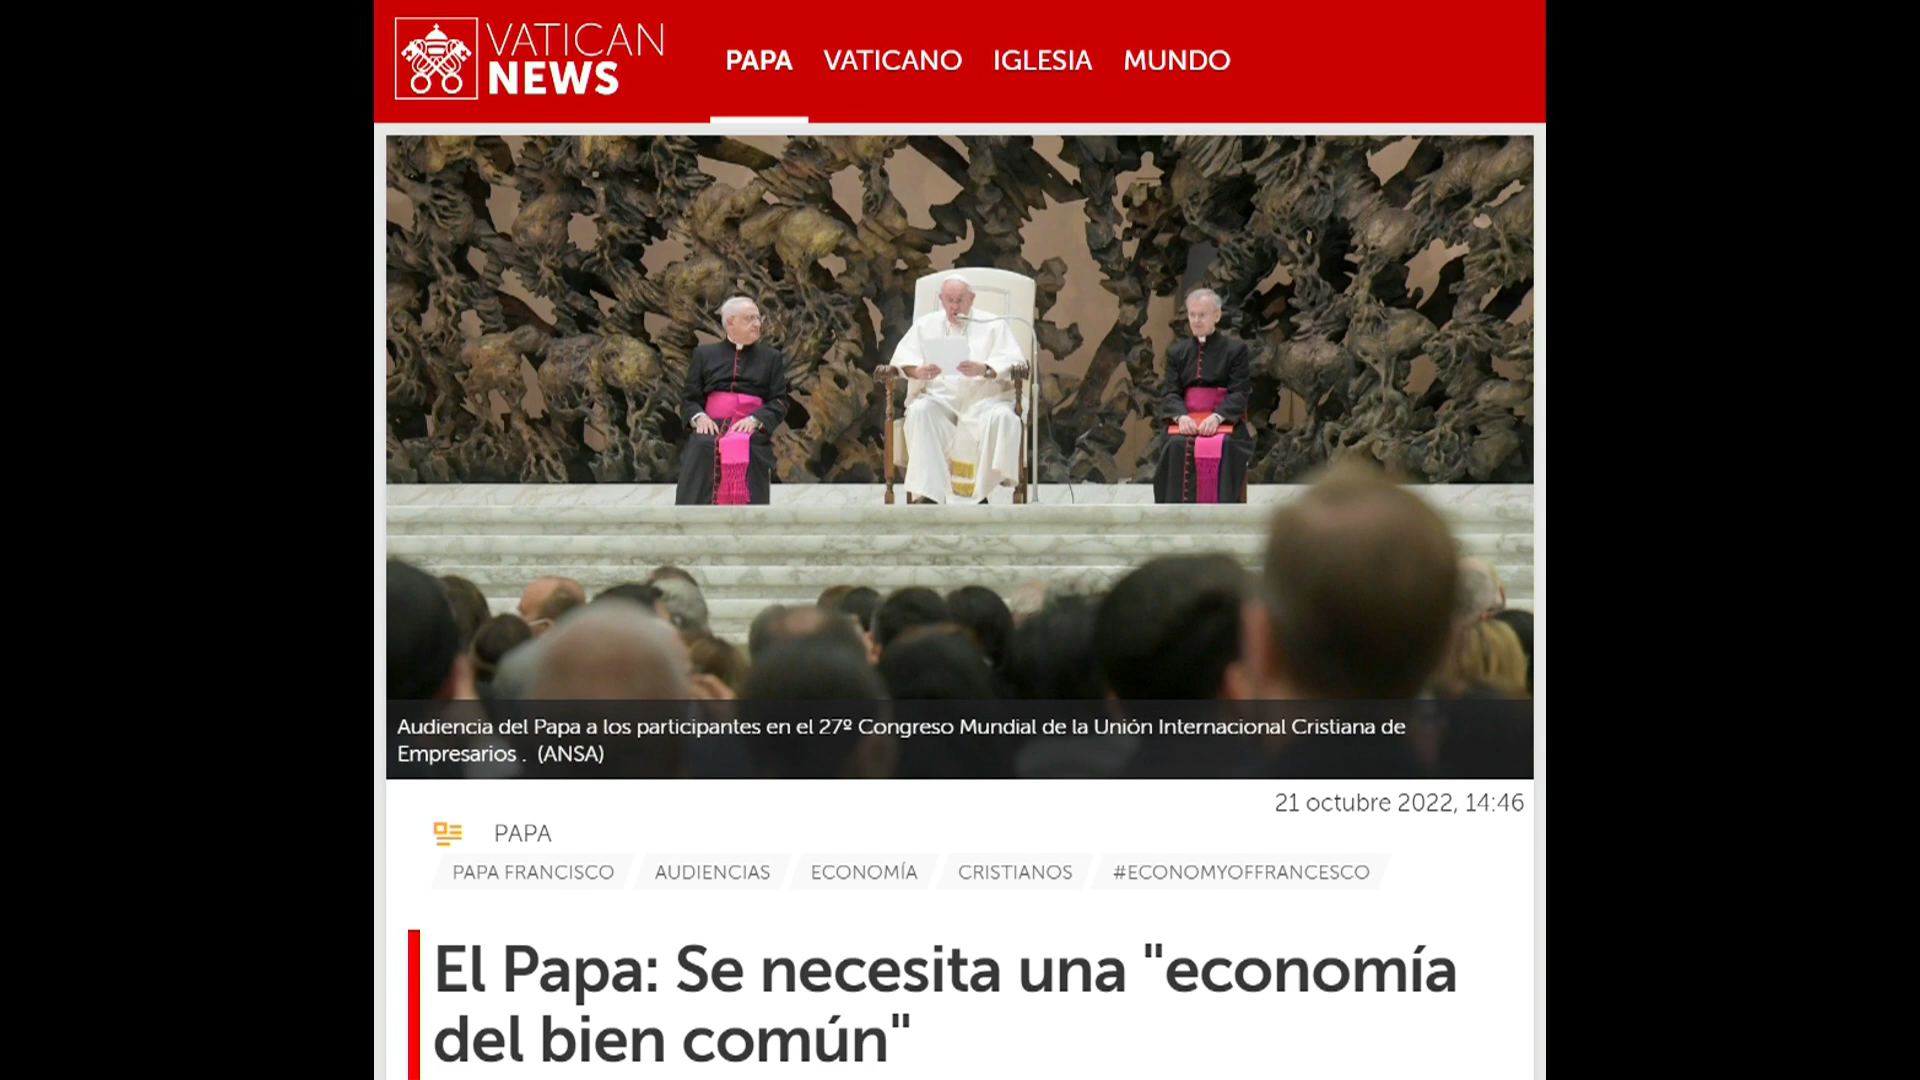 VATICAN
NEWS
PAPA VATICANO IGLESIA MUNDO
Audiencia del Papa a los participantes en el 27º Congreso Mundial de la Unión Internacional Cristiana de
Empresarios . (ANSA)
21 octubre 2022, 14:46
PAPA
PAPA FRANCISCO AUDIENCIAS ECONOMÍA CRISTIANOS #ECONOMYOFFRANCESCO
El Papa: Se necesita una "economía
del bien común"